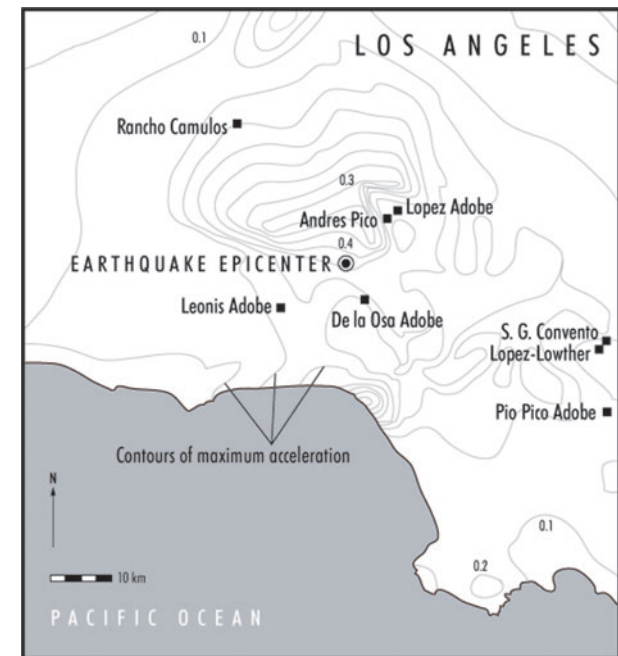 0.1
LOS ANGELES
Rancho Camulos
0.3
Lopez Adobe
Andres Pico
0.4
EARTHQUAKE EPICENTER
Leonis Adobe
De la Osa Adobe
S. G. Convento
Lopez-Lowther
Pio Pico Adobe
Contours of maximum acceleration
N
0.1
0.2
10 km
PACIFIC OCEAN